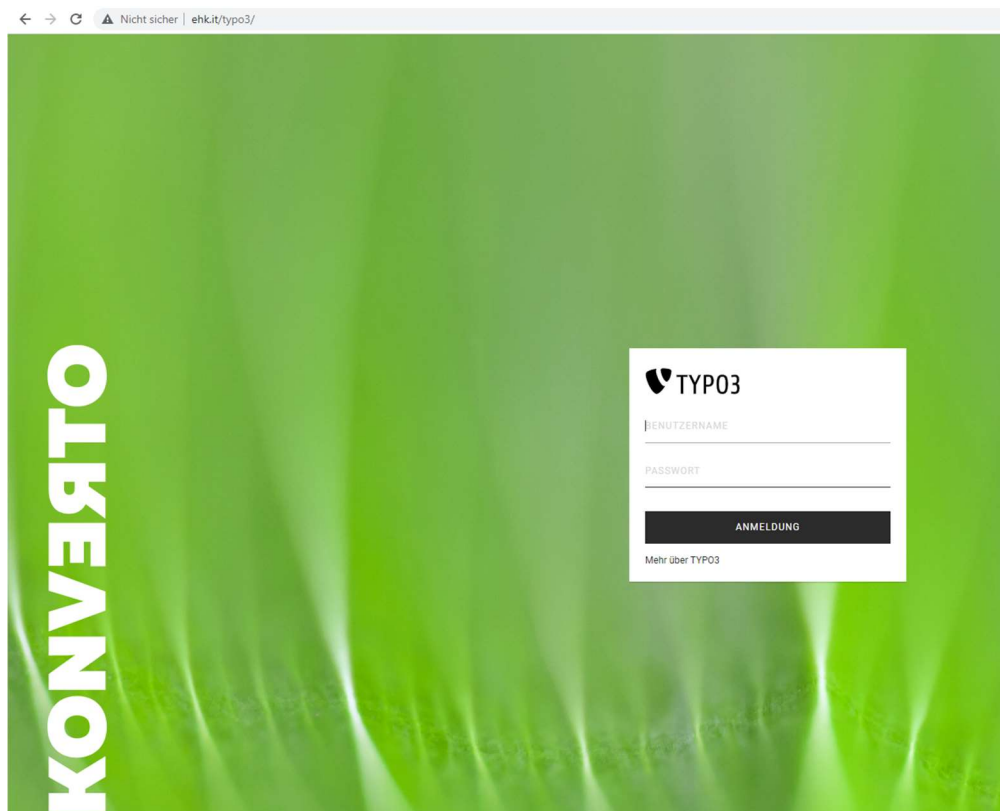 Nicht sicher | ehk.it/typo3/
KONVERTO
TYPO3
BENUTZERNAME
PASSWORT
ANMELDUNG
Mehr über TYPO3